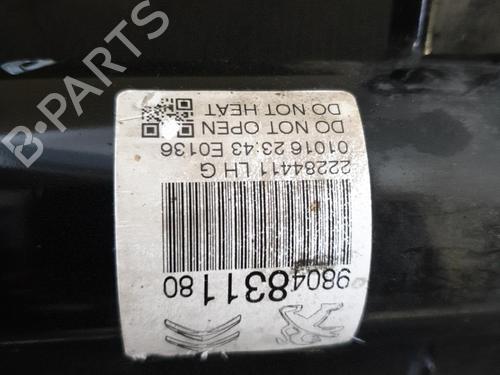 B-PARTS
9804831180
22284411 LH G
01016 23:43 E0136
DO NOT OPEN
DO NOT HEAT